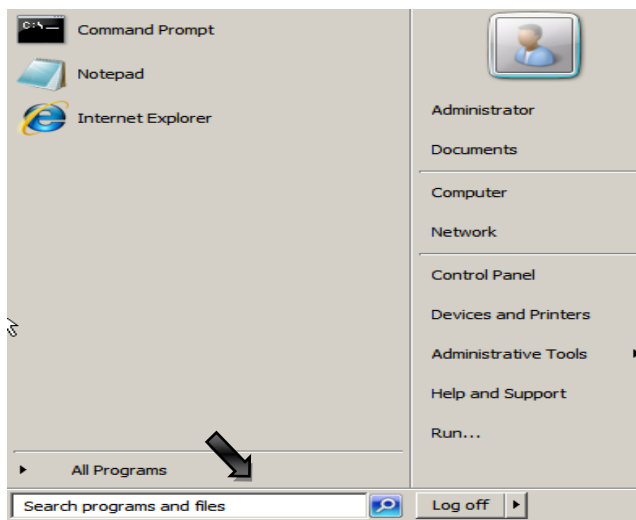 Command Prompt
Notepad
Internet Explorer
All Programs
Search programs and files
Administrator
Documents
Computer
Network
Control Panel
Devices and Printers
Administrative Tools
Help and Support
Run...
Log off